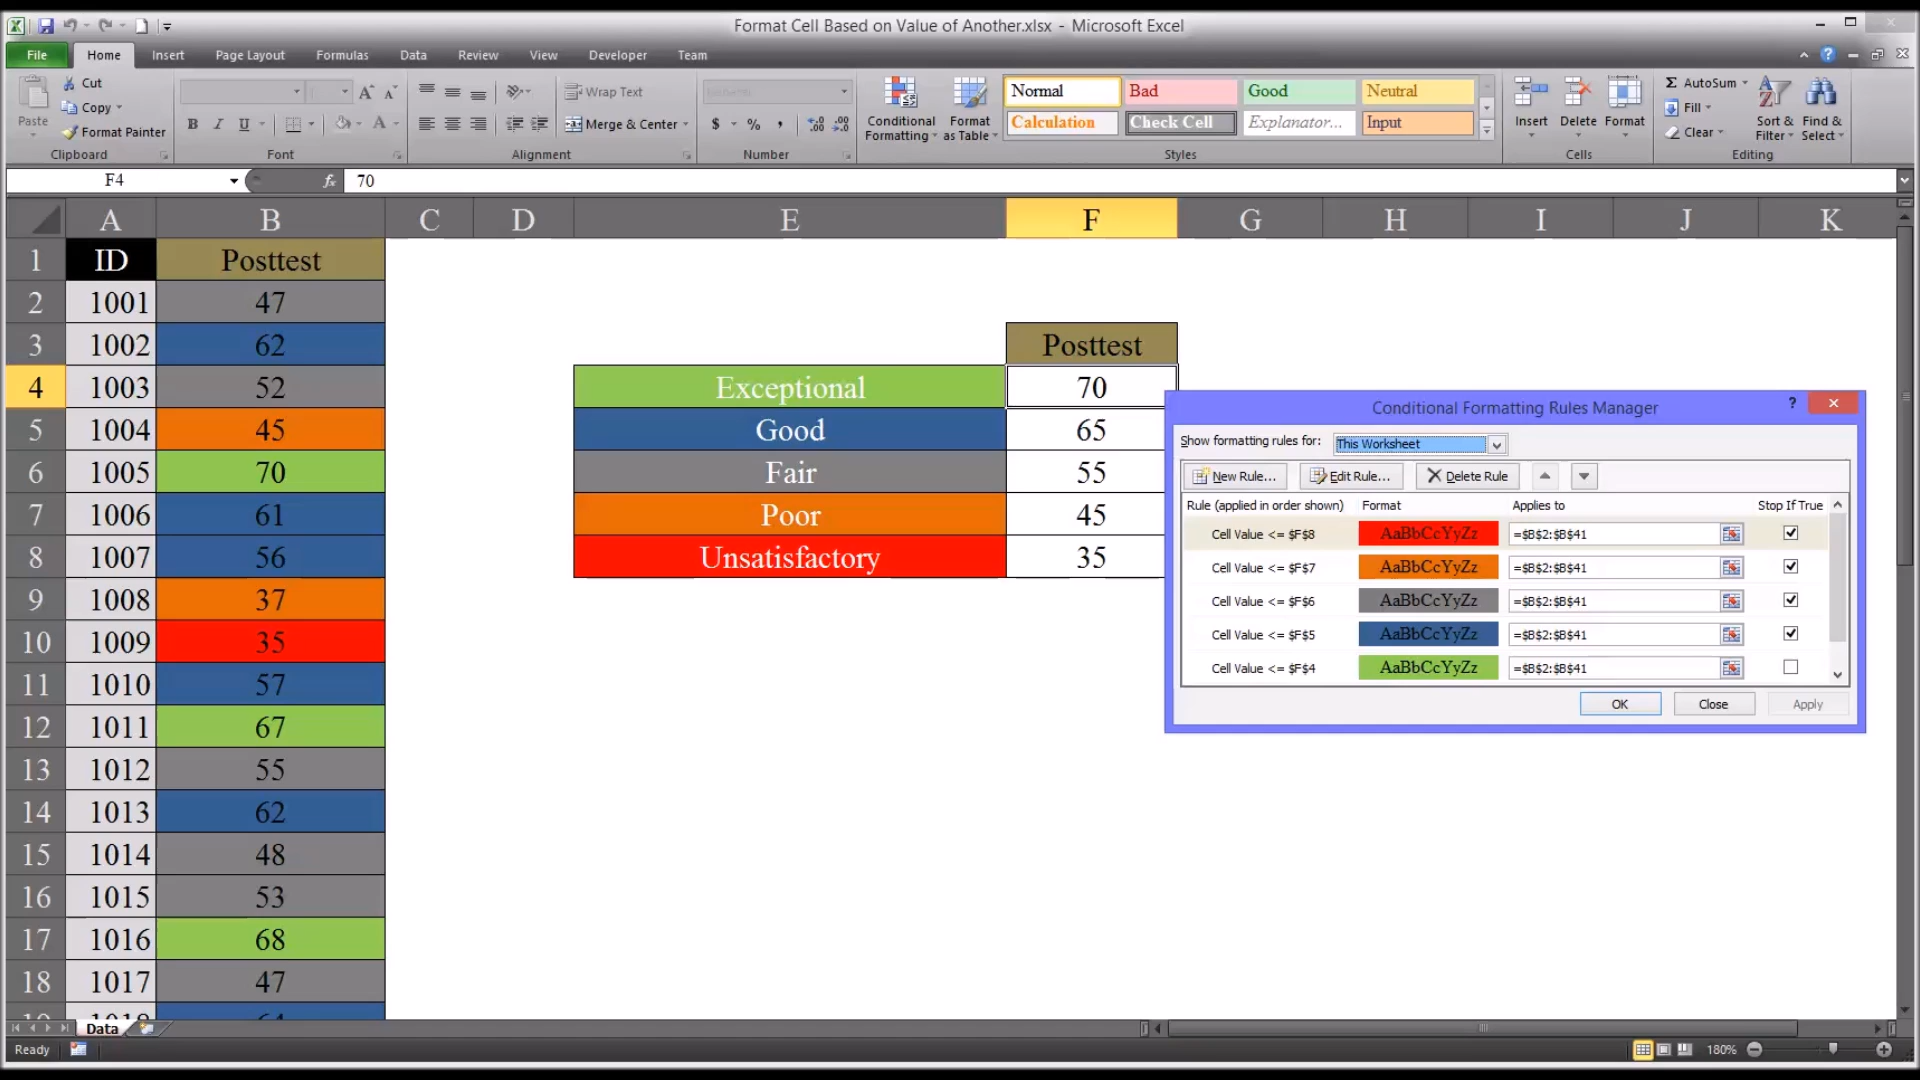 Format Cell Based on Value of Another.xlsx - Microsoft Excel
File Home Insert Page Layout Formulas Data Review View Developer Team
Paste Cut Copy Format Painter
Clipboard
B I U
Font
Wrap Text
Merge & Center
Alignment
$ % ,
Number
Conditional Formatting Format as Table
Normal Bad Good Neutral
Calculation Check Cell Explanator... Input
Styles
Insert Delete Format
Cells
Σ AutoSum Fill Clear
Sort & Filter Find & Select
Editing
F4 fx 70
A B C D E F G H I J K
1 ID Posttest
2 1001 47
3 1002 62 Posttest
4 1003 52 Exceptional 70
5 1004 45 Good 65
6 1005 70 Fair 55
7 1006 61 Poor 45
8 1007 56 Unsatisfactory 35
9 1008 37
10 1009 35
11 1010 57
12 1011 67
13 1012 55
14 1013 62
15 1014 48
16 1015 53
17 1016 68
18 1017 47
Conditional Formatting Rules Manager
Show formatting rules for: This Worksheet
New Rule... Edit Rule... Delete Rule
Rule (applied in order shown) Format Applies to Stop If True
Cell Value <= $F$8 AaBbCcYyZz =$B$2:$B$41
Cell Value <= $F$7 AaBbCcYyZz =$B$2:$B$41
Cell Value <= $F$6 AaBbCcYyZz =$B$2:$B$41
Cell Value <= $F$5 AaBbCcYyZz =$B$2:$B$41
Cell Value <= $F$4 AaBbCcYyZz =$B$2:$B$41
OK Close Apply
Data
Ready 180%